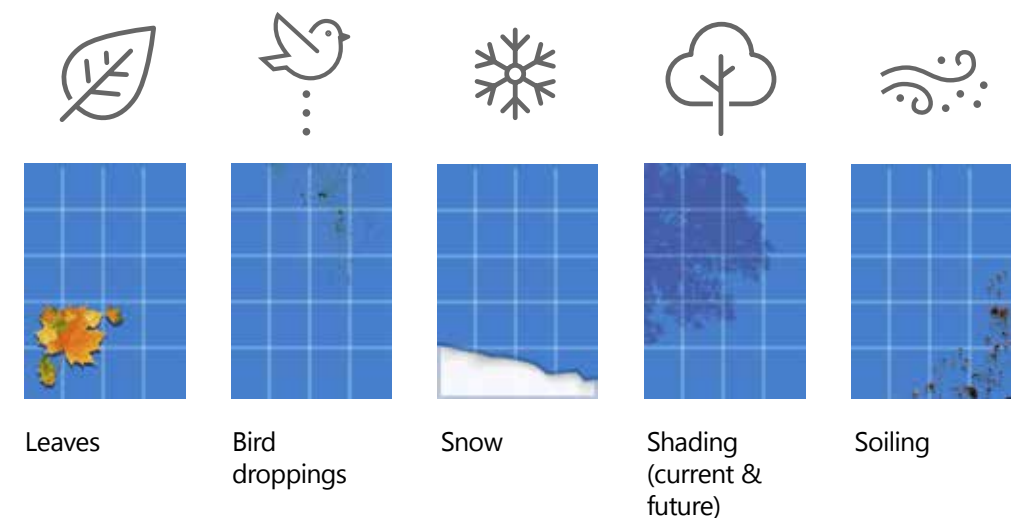 Leaves
Bird
droppings
Snow
Shading
(current &
future)
Soiling